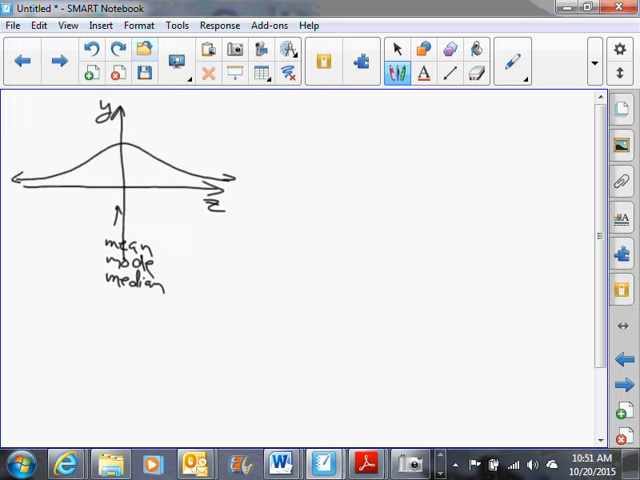 Untitled * - SMART Notebook
File Edit View Insert Format Tools Response Add-ons Help
y
z
mean
mode
median
10:51 AM
10/20/2015